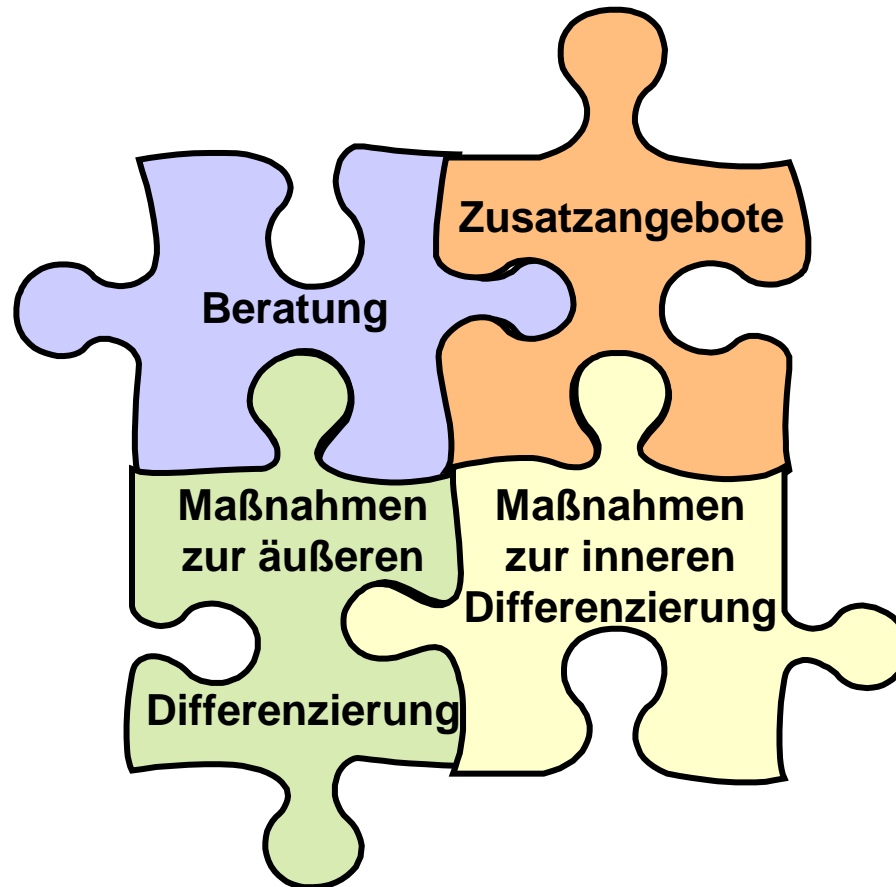 Beratung
Zusatzangebote
Maßnahmen
zur äußeren
Differenzierung
Maßnahmen
zur inneren
Differenzierung